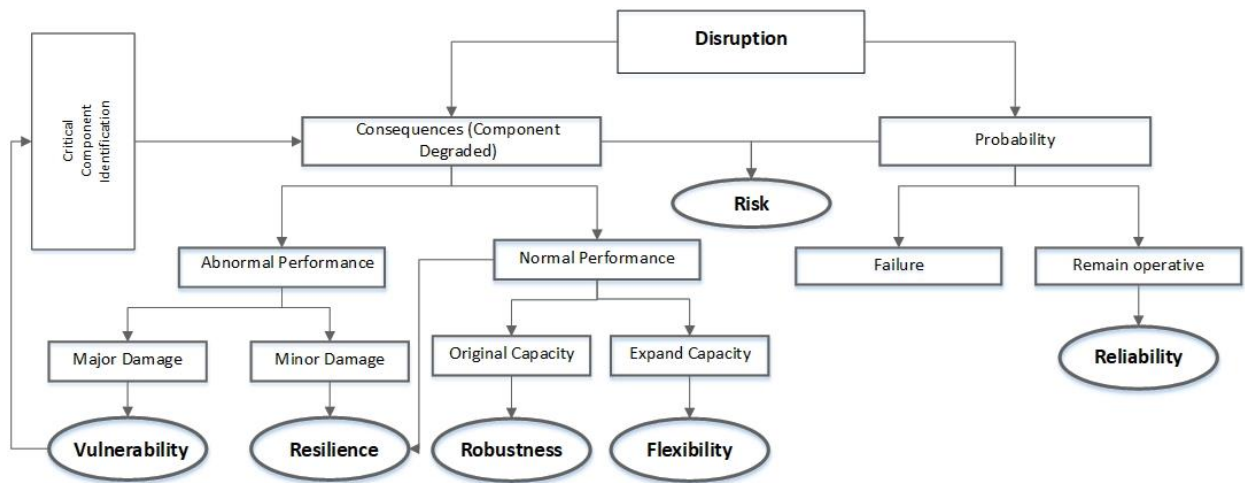 Disruption
Critical
Component
Identification
Consequences (Component
Degraded)
Probability
Risk
Abnormal Performance
Normal Performance
Failure
Remain operative
Major Damage
Minor Damage
Original Capacity
Expand Capacity
Reliability
Vulnerability
Resilience
Robustness
Flexibility